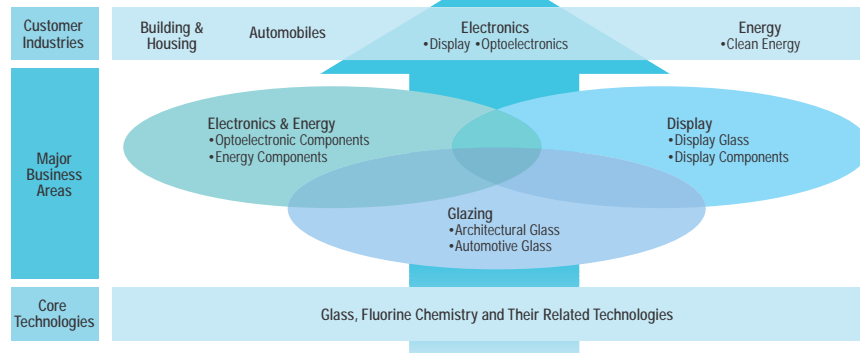 Customer
Industries
Building &
Housing
Automobiles
Electronics
•Display •Optoelectronics
Energy
•Clean Energy
Major
Business
Areas
Electronics & Energy
•Optoelectronic Components
•Energy Components
Display
•Display Glass
•Display Components
Glazing
•Architectural Glass
•Automotive Glass
Core
Technologies
Glass, Fluorine Chemistry and Their Related Technologies